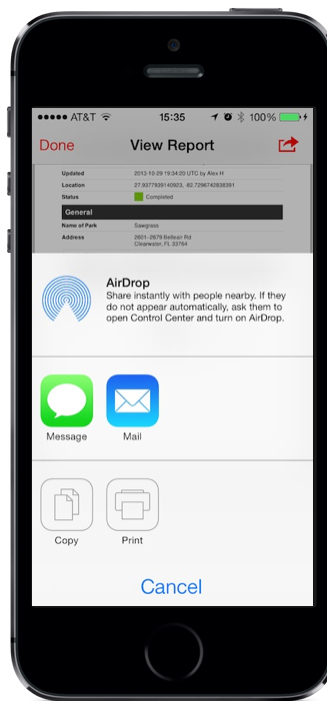 AT&T 15:35 100%
Done View Report
Updated 2013-10-29 19:34:20 UTC by Alex H
Location 27.9377939140923, -82.7296742838391
Status Completed
General
Name of Park Sawgrass
Address 2601-2679 Belleair Rd
Clearwater, FL 33764
AirDrop
Share instantly with people nearby. If they
do not appear automatically, ask them to
open Control Center and turn on AirDrop.
Message Mail
Copy Print
Cancel